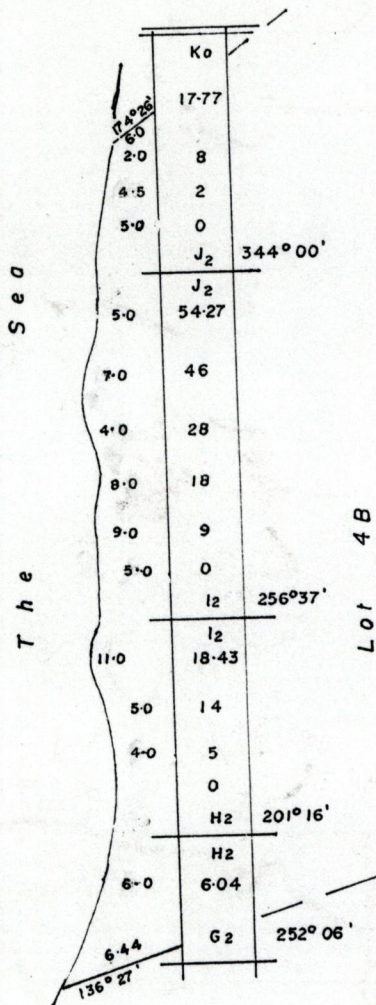 Ko
17·77
174°26'
6·0
2·0 8
4·5 2
5·0 0
J2 344°00'
J2
5·0 54·27
7·0 46
4·0 28
8·0 18
9·0 9
5·0 0
I2 256°37'
I2
11·0 18·43
5·0 14
4·0 5
0
H2 201°16'
H2
6·0 6·04
G2 252°06'
6·44
136°27'
The Sea
Lot 4B